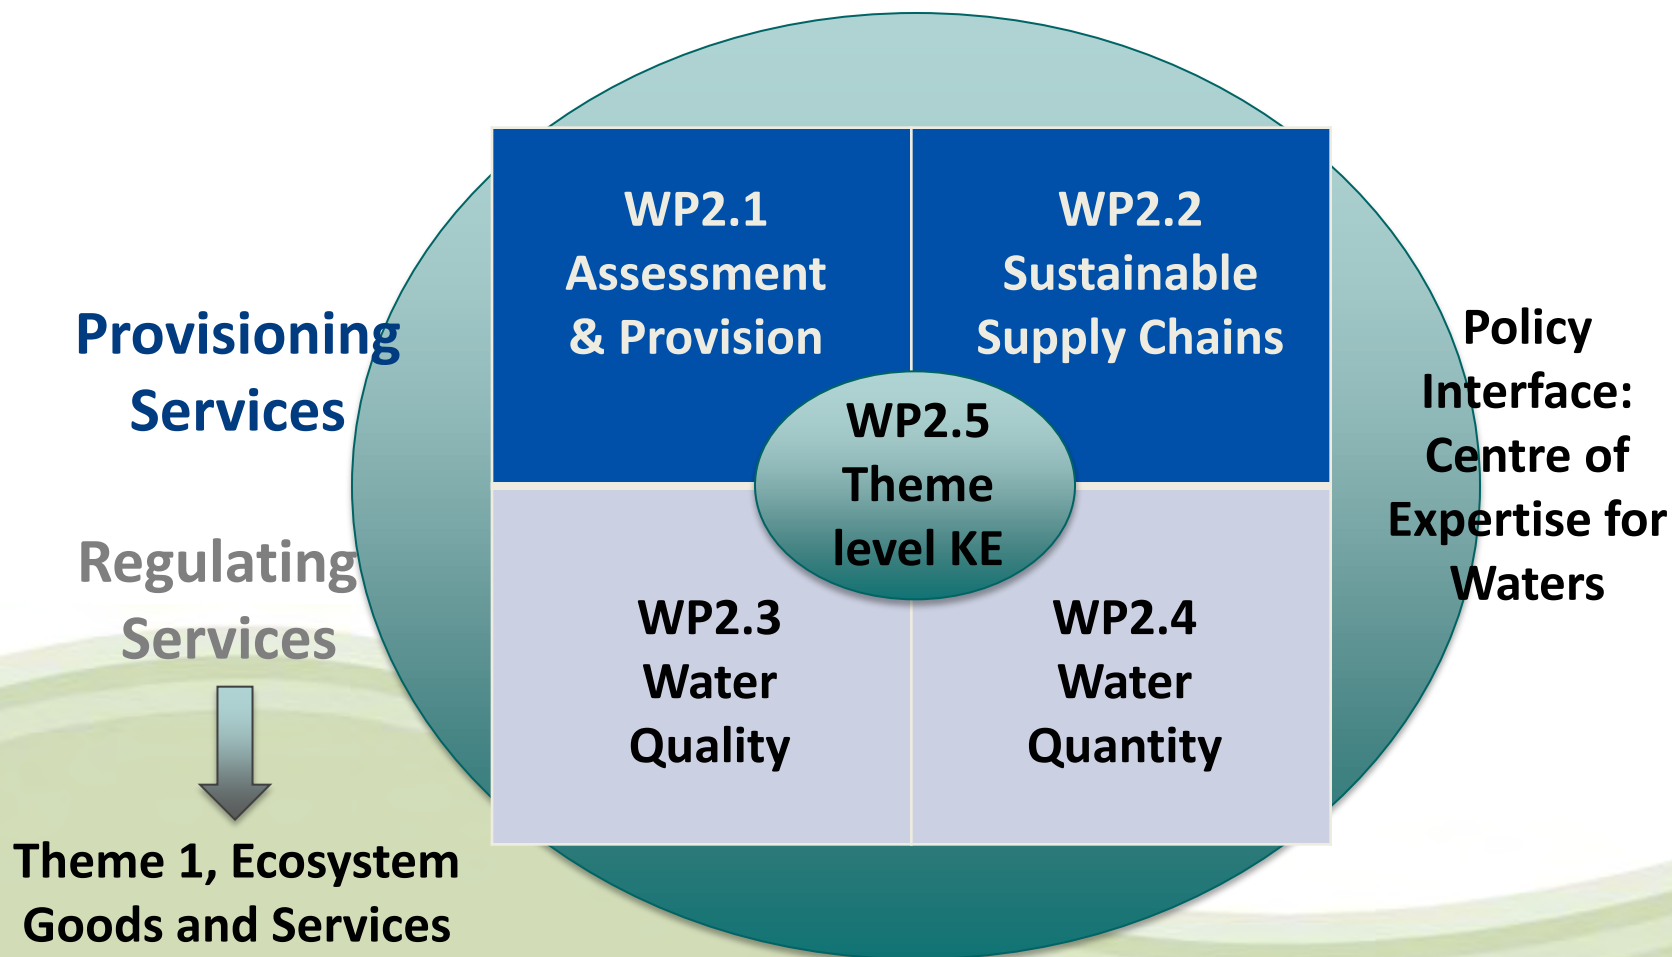 WP2.1
Assessment
& Provision
WP2.2
Sustainable
Supply Chains
Provisioning
Services
Policy
Interface:
Centre of
Expertise for
Waters
WP2.5
Theme
level KE
Regulating
Services
WP2.3
Water
Quality
WP2.4
Water
Quantity
Theme 1, Ecosystem
Goods and Services